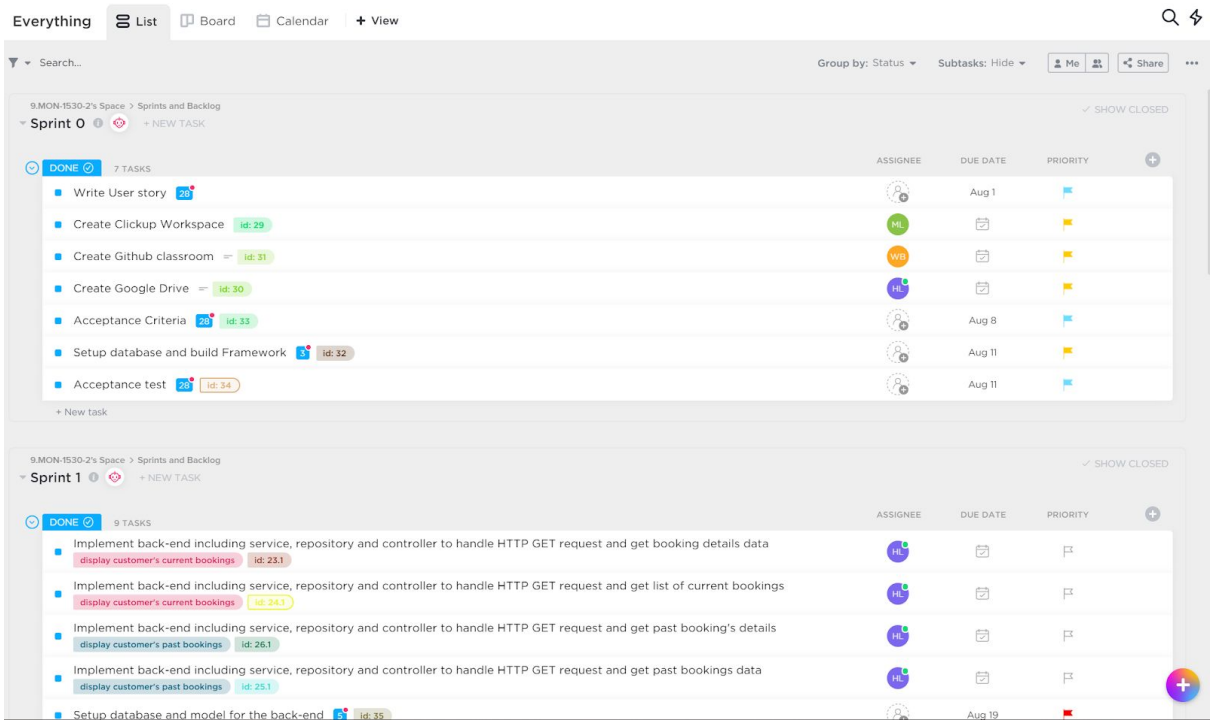 Everything List Board Calendar + View
Search... Group by: Status Subtasks: Hide Me Share
9.MON-1530-2's Space > Sprints and Backlog
SHOW CLOSED
Sprint 0 + NEW TASK
DONE 7 TASKS ASSIGNEE DUE DATE PRIORITY
Write User story 28 Aug 1
Create Clickup Workspace id: 29 ML
Create Github classroom id: 31 WB
Create Google Drive id: 30 HL
Acceptance Criteria 28 id: 33 Aug 8
Setup database and build Framework 3 id: 32 Aug 11
Acceptance test 28 id: 34 Aug 11
+ New task
9.MON-1530-2's Space > Sprints and Backlog
SHOW CLOSED
Sprint 1 + NEW TASK
DONE 9 TASKS ASSIGNEE DUE DATE PRIORITY
Implement back-end including service, repository and controller to handle HTTP GET request and get booking details data
display customer's current bookings id: 23.1 HL
Implement back-end including service, repository and controller to handle HTTP GET request and get list of current bookings
display customer's current bookings id: 24.1 HL
Implement back-end including service, repository and controller to handle HTTP GET request and get past booking's details
display customer's past bookings id: 26.1 HL
Implement back-end including service, repository and controller to handle HTTP GET request and get past bookings data
display customer's past bookings id: 25.1 HL
Setup database and model for the back-end 5 id: 35 Aug 19